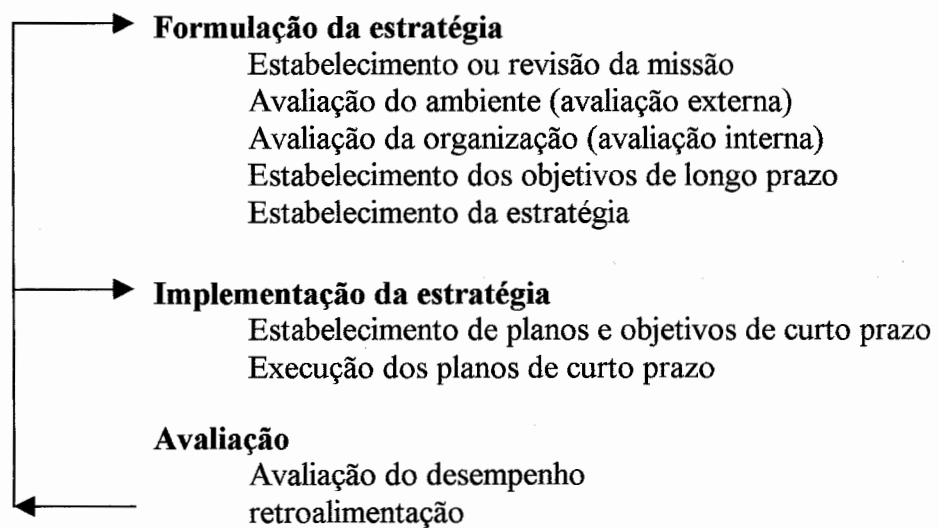 Formulação da estratégia
Estabelecimento ou revisão da missão
Avaliação do ambiente (avaliação externa)
Avaliação da organização (avaliação interna)
Estabelecimento dos objetivos de longo prazo
Estabelecimento da estratégia
Implementação da estratégia
Estabelecimento de planos e objetivos de curto prazo
Execução dos planos de curto prazo
Avaliação
Avaliação do desempenho
retroalimentação